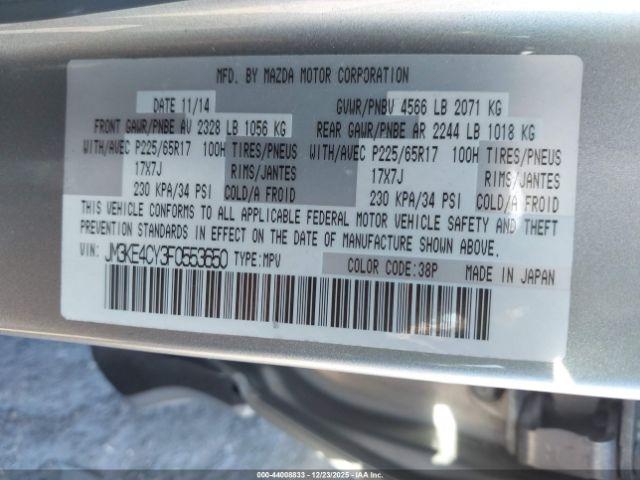 MFD. BY MAZDA MOTOR CORPORATION
DATE 11/14 GVWR/PNBV 4566 LB 2071 KG
FRONT GAWR/PNBE AV 2328 LB 1056 KG REAR GAWR/PNBE AR 2244 LB 1018 KG
WITH/AVEC P225/65R17 100H TIRES/PNEUS WITH/AVEC P225/65R17 100H TIRES/PNEUS
17X7J RIMS/JANTES 17X7J RIMS/JANTES
230 KPA/34 PSI COLD/A FROID 230 KPA/34 PSI COLD/A FROID
THIS VEHICLE CONFORMS TO ALL APPLICABLE FEDERAL MOTOR VEHICLE SAFETY AND THEFT
PREVENTION STANDARDS IN EFFECT ON THE DATE OF MANUFACTURE SHOWN ABOVE.
VIN: JM3KE4CY3F0553650 TYPE:MPV COLOR CODE:38P MADE IN JAPAN
000-44008833 - 12/23/2025 - IAAI.COM